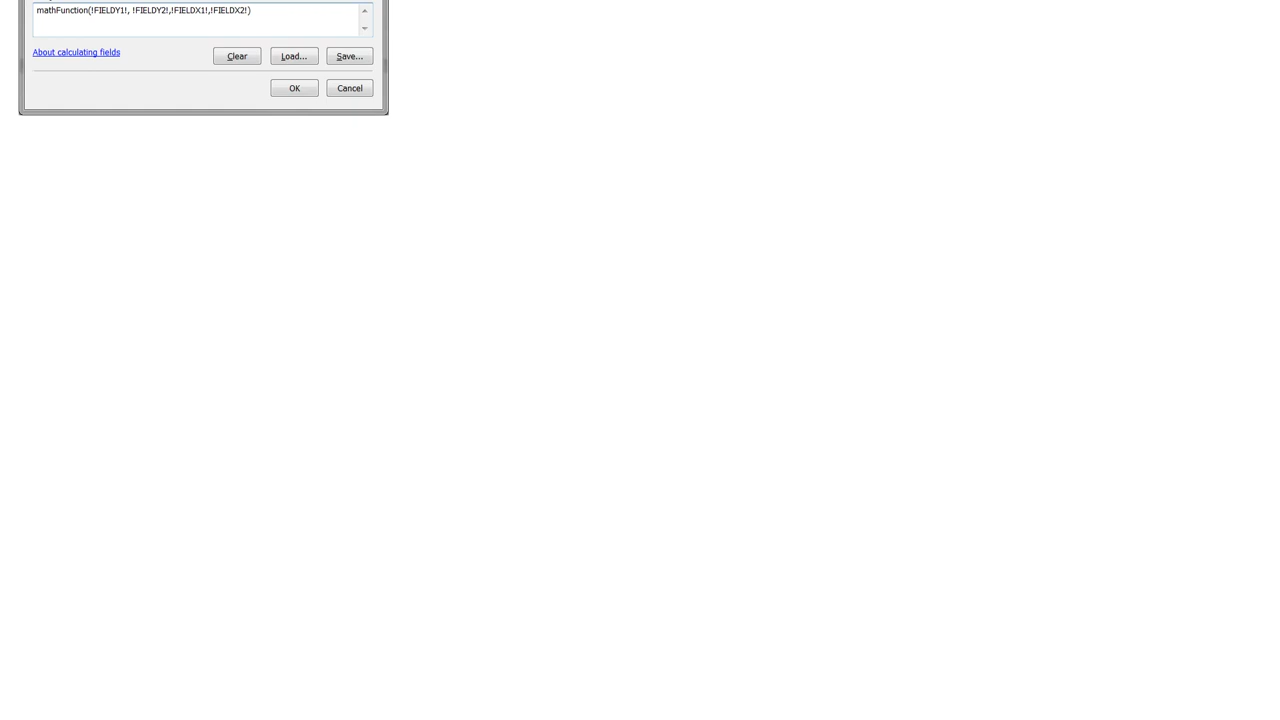 mathFunction(!FIELDY1!, !FIELDY2!,!FIELDX1!,!FIELDX2!)
About calculating fields
Clear
Load...
Save...
OK
Cancel